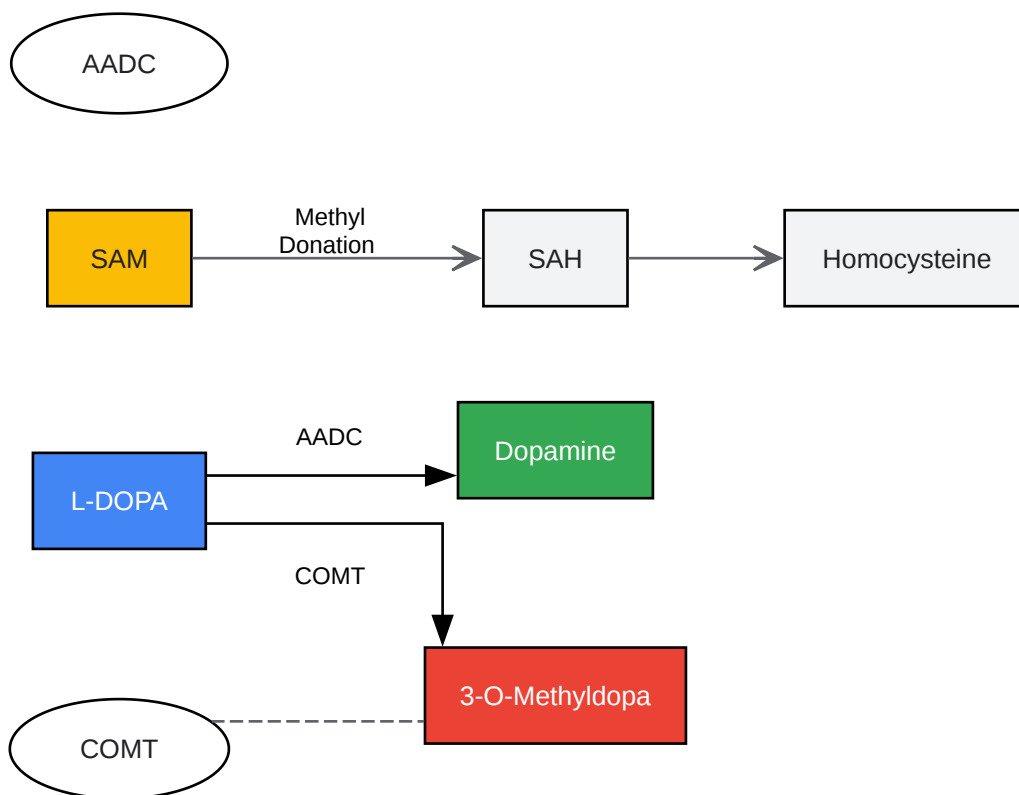 AADC
Methyl
Donation
SAM
SAH
Homocysteine
AADC
Dopamine
L-DOPA
COMT
3-O-Methyldopa
COMT